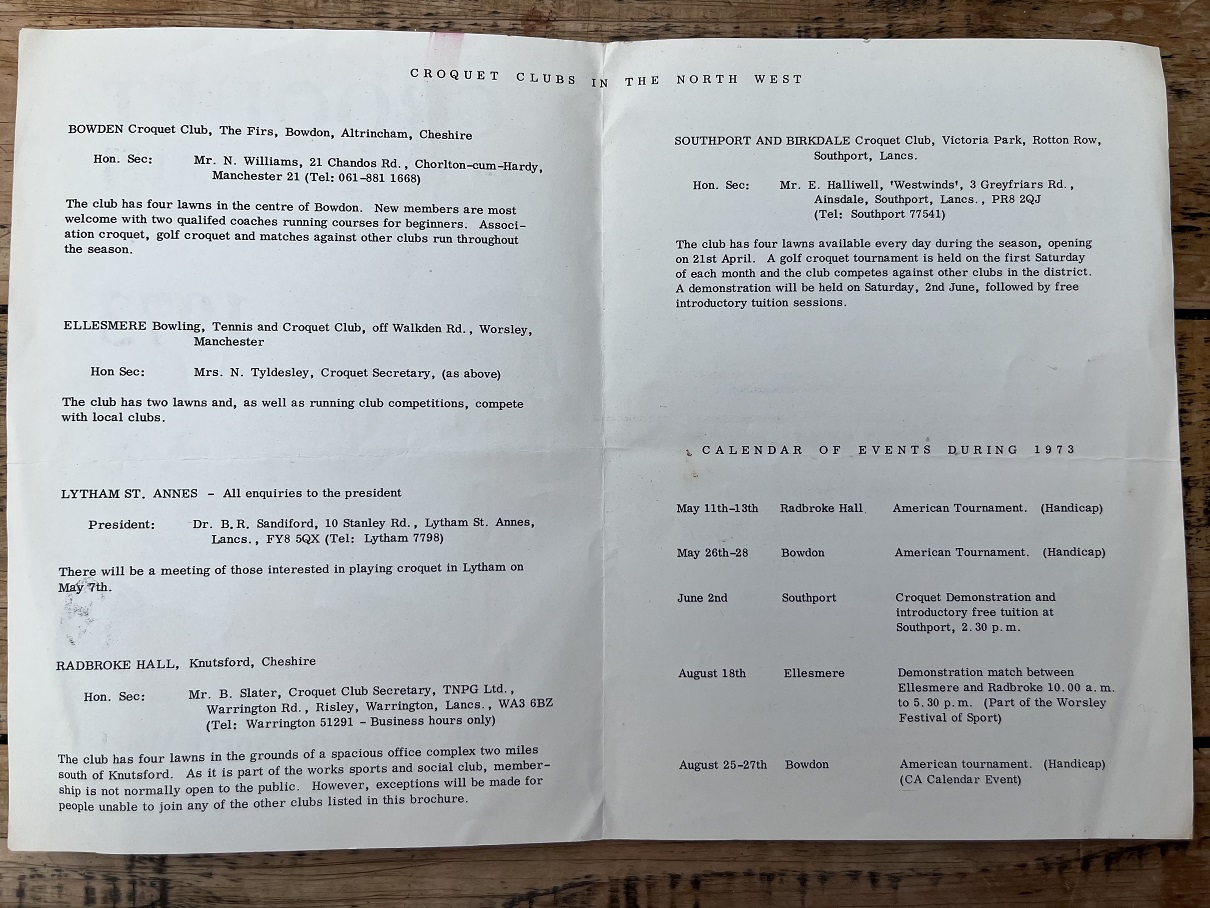 CROQUET CLUBS IN THE NORTH WEST
BOWDEN Croquet Club, The Firs, Bowdon, Altrincham, Cheshire
Hon. Sec: Mr. N. Williams, 21 Chandos Rd., Chorlton-cum-Hardy,
Manchester 21 (Tel: 061-881 1668)
The club has four lawns in the centre of Bowdon. New members are most
welcome with two qualifed coaches running courses for beginners. Associ-
ation croquet, golf croquet and matches against other clubs run throughout
the season.
ELLESMERE Bowling, Tennis and Croquet Club, off Walkden Rd., Worsley,
Manchester
Hon Sec: Mrs. N. Tyldesley, Croquet Secretary, (as above)
The club has two lawns and, as well as running club competitions, compete
with local clubs.
LYTHAM ST. ANNES - All enquiries to the president
President: Dr. B.R. Sandiford, 10 Stanley Rd., Lytham St. Annes,
Lancs., FY8 5QX (Tel: Lytham 7798)
There will be a meeting of those interested in playing croquet in Lytham on
May 7th.
RADBROKE HALL, Knutsford, Cheshire
Hon. Sec: Mr. B. Slater, Croquet Club Secretary, TNPG Ltd.,
Warrington Rd., Risley, Warrington, Lancs., WA3 6BZ
(Tel: Warrington 51291 - Business hours only)
The club has four lawns in the grounds of a spacious office complex two miles
south of Knutsford. As it is part of the works sports and social club, member-
ship is not normally open to the public. However, exceptions will be made for
people unable to join any of the other clubs listed in this brochure.
SOUTHPORT AND BIRKDALE Croquet Club, Victoria Park, Rotton Row,
Southport, Lancs.
Hon. Sec: Mr. E. Halliwell, 'Westwinds', 3 Greyfriars Rd.,
Ainsdale, Southport, Lancs., PR8 2QJ
(Tel: Southport 77541)
The club has four lawns available every day during the season, opening
on 21st April. A golf croquet tournament is held on the first Saturday
of each month and the club competes against other clubs in the district.
A demonstration will be held on Saturday, 2nd June, followed by free
introductory tuition sessions.
CALENDAR OF EVENTS DURING 1973
May 11th-13th Radbroke Hall American Tournament. (Handicap)
May 26th-28 Bowdon American Tournament. (Handicap)
June 2nd Southport Croquet Demonstration and
introductory free tuition at
Southport, 2.30 p.m.
August 18th Ellesmere Demonstration match between
Ellesmere and Radbroke 10.00 a.m.
to 5.30 p.m. (Part of the Worsley
Festival of Sport)
August 25-27th Bowdon American tournament. (Handicap)
(CA Calendar Event)